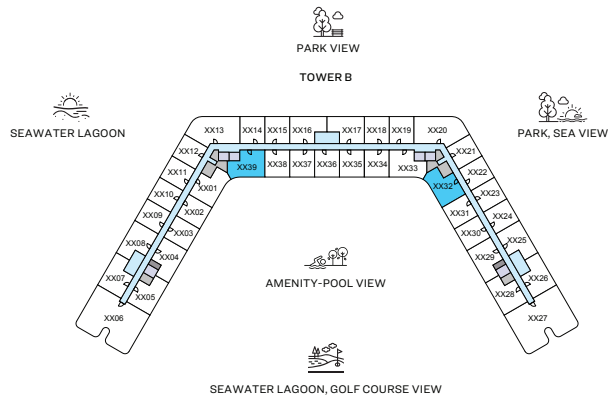 PARK VIEW
TOWER B
SEAWATER LAGOON
PARK, SEA VIEW
XX13
XX14
XX15
XX16
XX17
XX18
XX19
XX20
XX12
XX21
XX11
XX01
XX39
XX38
XX37
XX36
XX35
XX34
XX33
XX32
XX22
XX10
XX02
XX31
XX23
XX09
XX03
XX30
XX24
XX08
XX04
XX29
XX25
XX07
XX05
XX28
XX26
XX06
XX27
AMENITY-POOL VIEW
SEAWATER LAGOON, GOLF COURSE VIEW